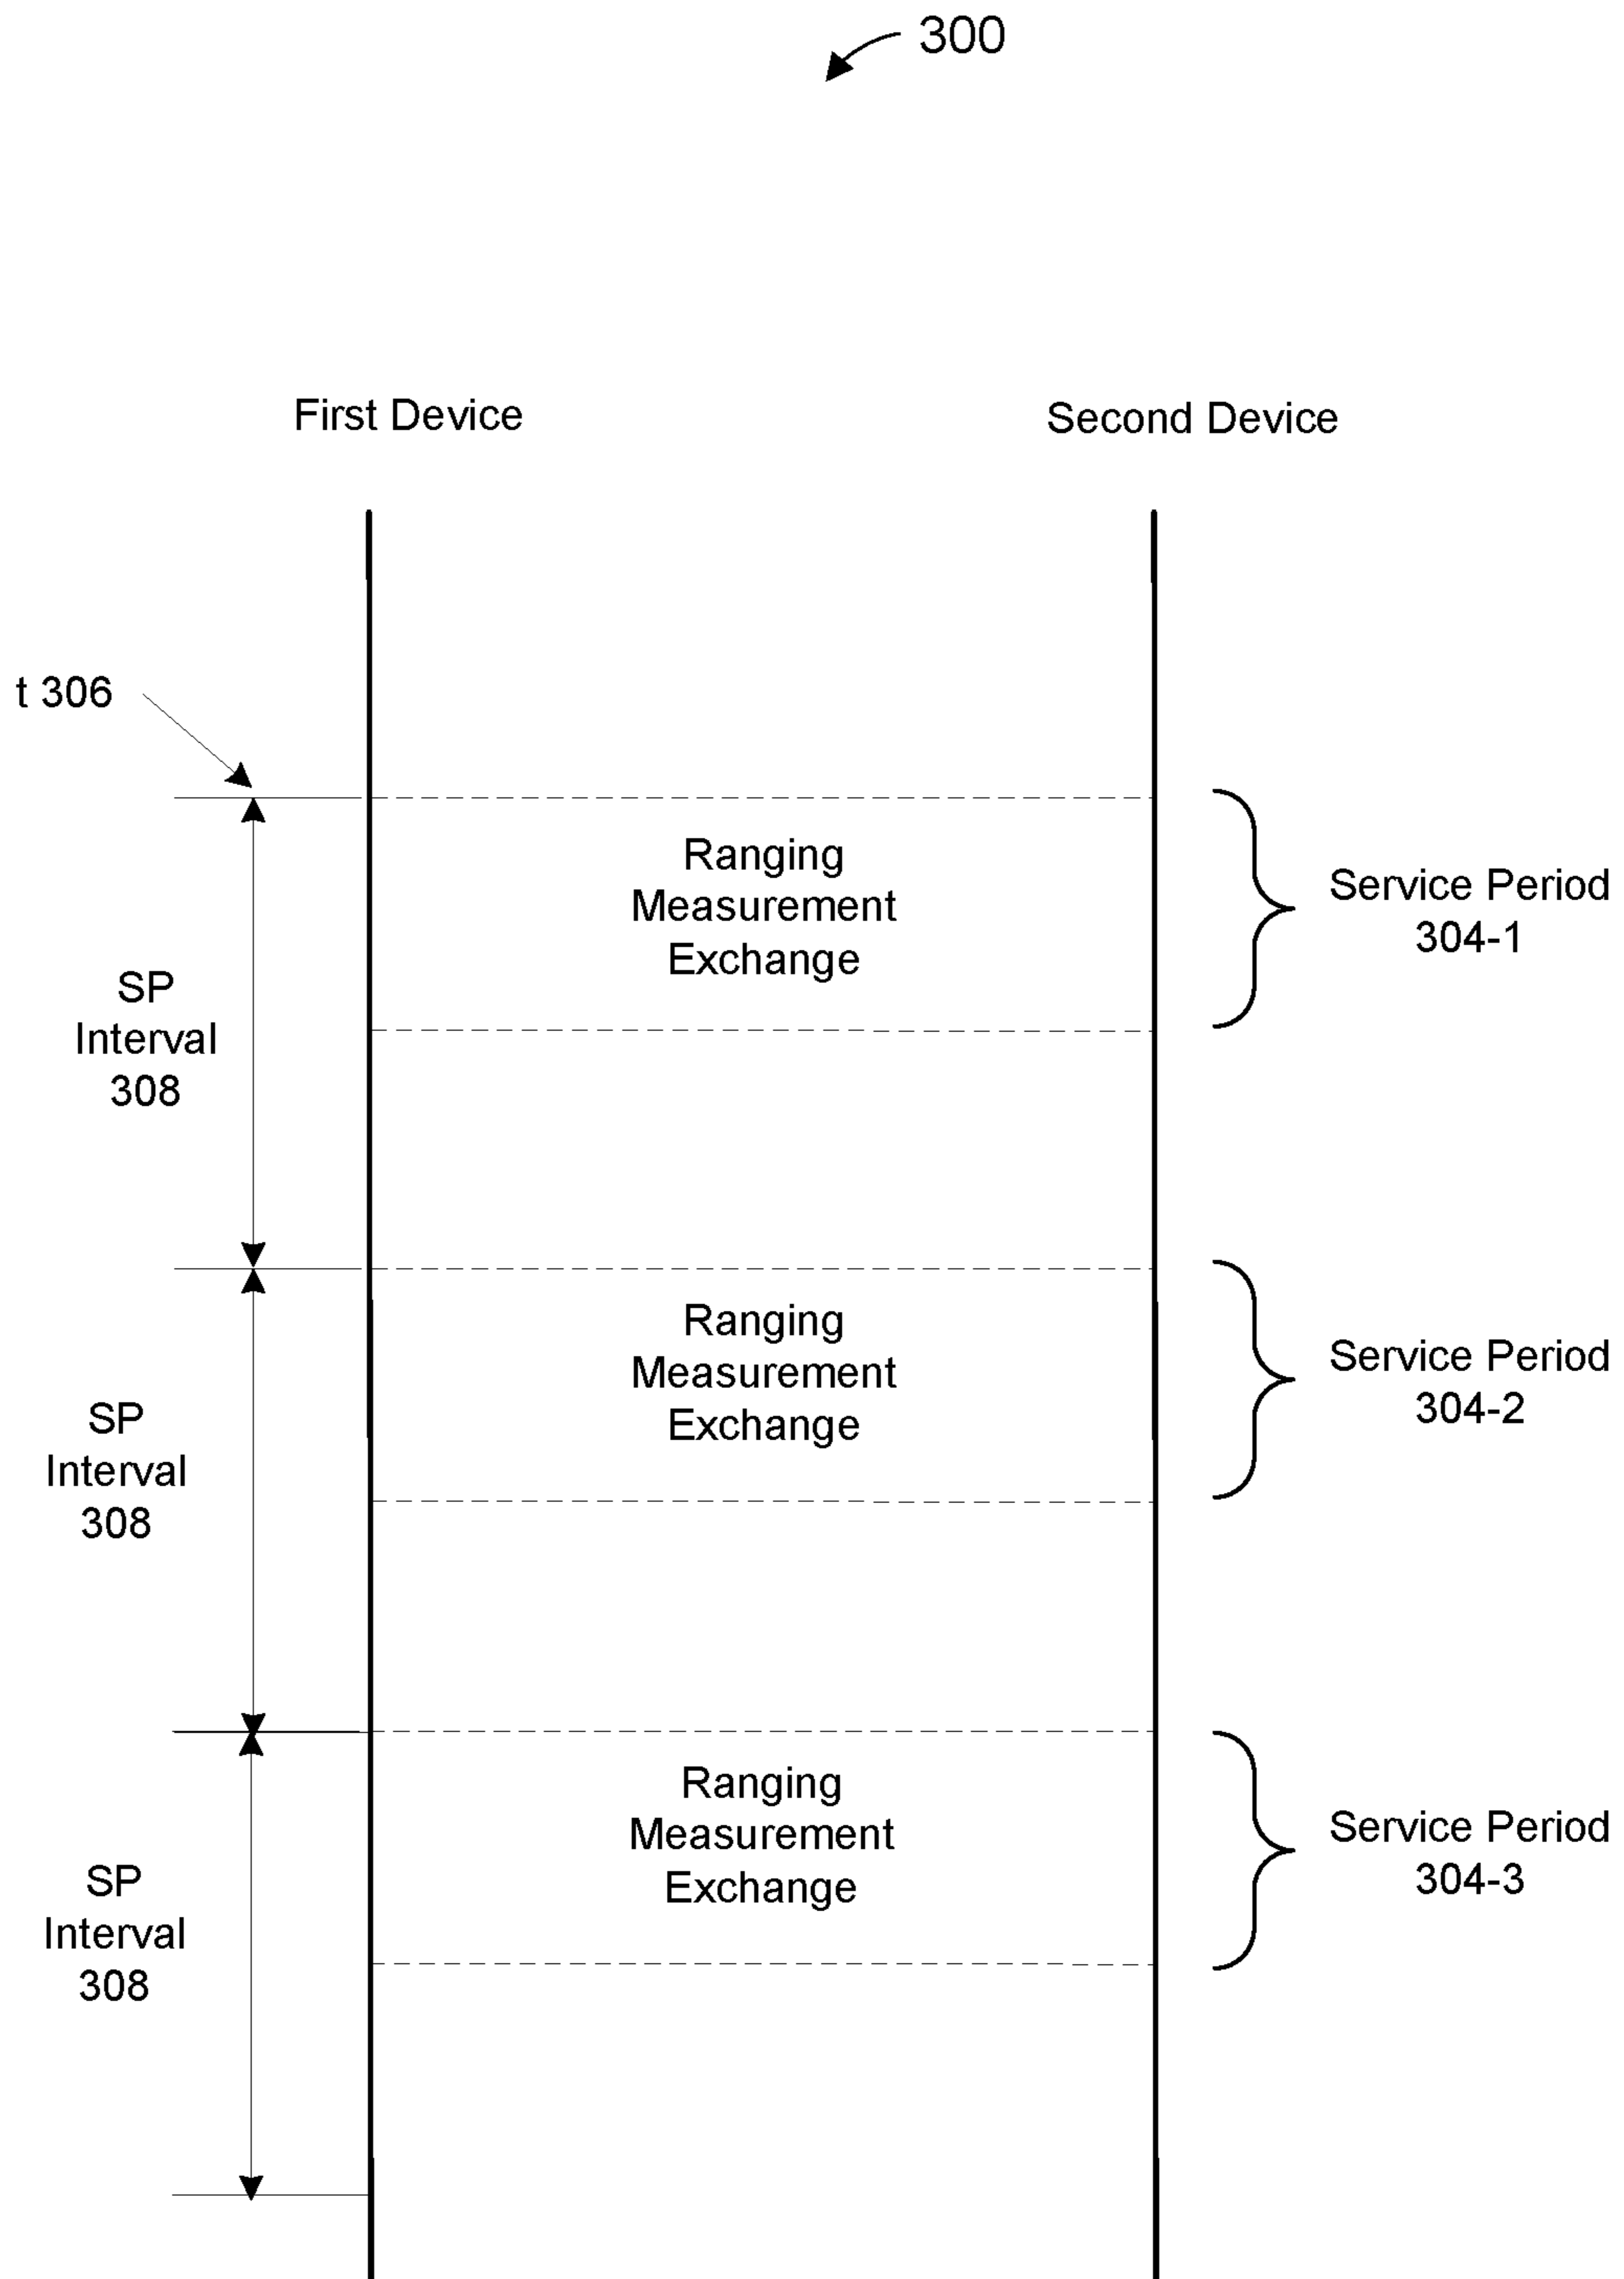 300
First Device
Second Device
t 306
Ranging
Measurement
Exchange
Service Period
304-1
SP
Interval
308
Ranging
Measurement
Exchange
Service Period
304-2
SP
Interval
308
Ranging
Measurement
Exchange
Service Period
304-3
SP
Interval
308